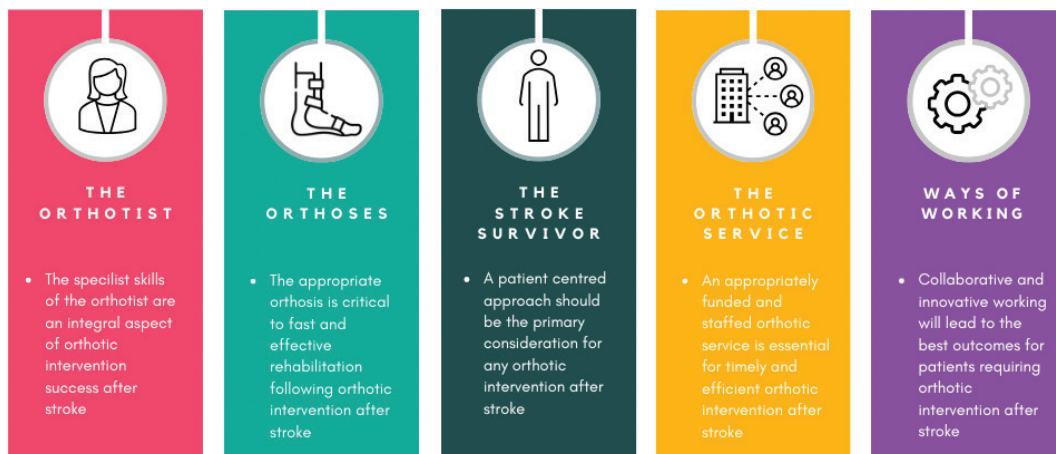 THE
ORTHOTIST
• The specilist skills
of the orthotist are
an integral aspect
of orthotic
intervention
success after
stroke
THE
ORTHOSES
• The appropriate
orthosis is critical
to fast and
effective
rehabilitation
following orthotic
intervention after
stroke
THE
STROKE
SURVIVOR
• A patient centred
approach should
be the primary
consideration for
any orthotic
intervention after
stroke
THE
ORTHOTIC
SERVICE
• An appropriately
funded and
staffed orthotic
service is essential
for timely and
efficient orthotic
intervention after
stroke
WAYS OF
WORKING
• Collaborative and
innovative working
will lead to the
best outcomes for
patients requiring
orthotic
intervention after
stroke